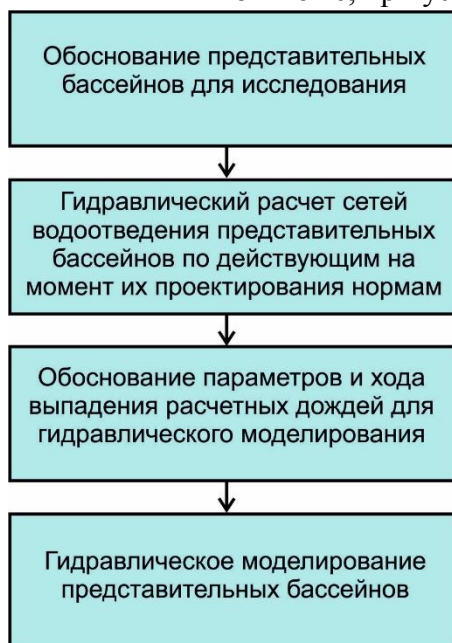 Обоснование представительных
бассейнов для исследования
Гидравлический расчет сетей
водоотведения представительных
бассейнов по действующим на
момент их проектирования нормам
Обоснование параметров и хода
выпадения расчетных дождей для
гидравлического моделирования
Гидравлическое моделирование
представительных бассейнов